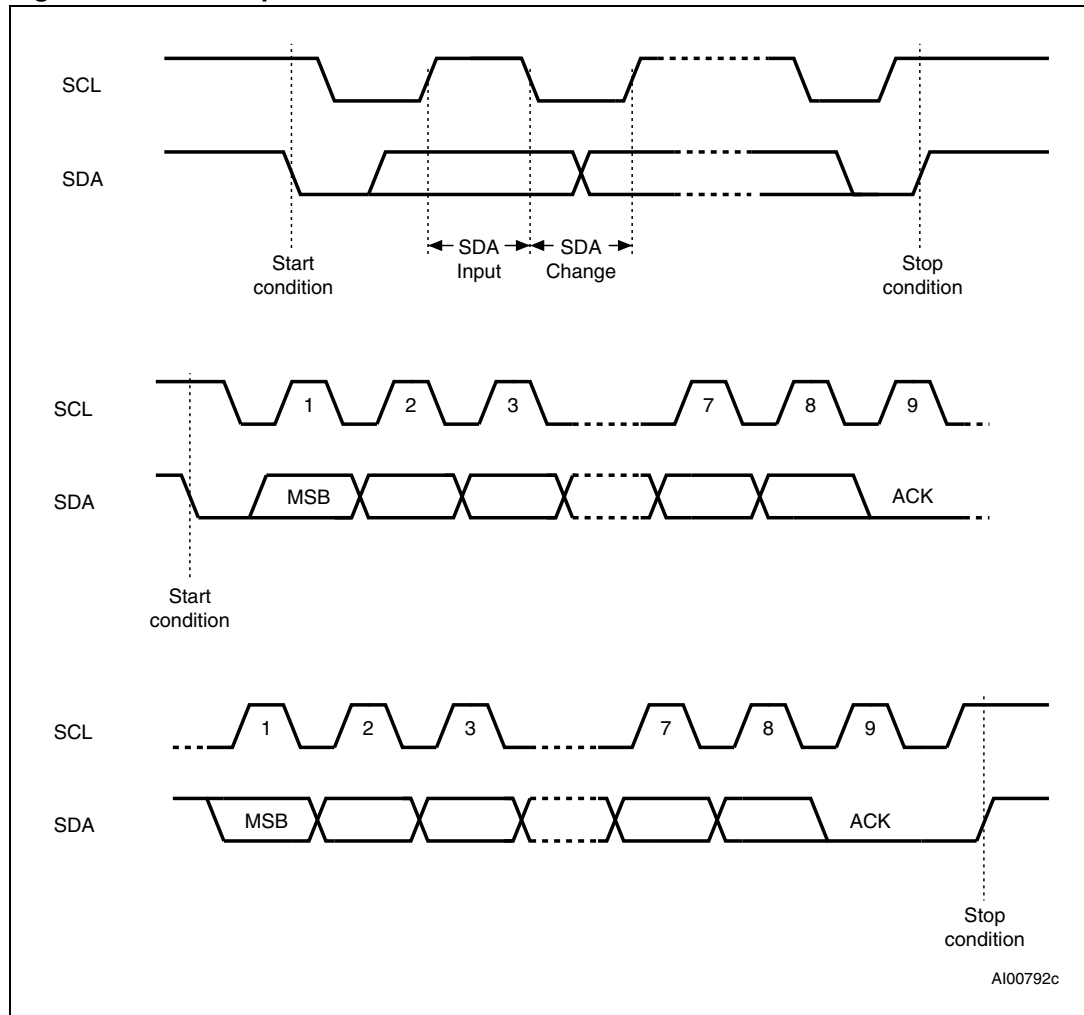 SCL
SDA
SDA Input
SDA Change
Start condition
Stop condition
SCL
1 2 3 7 8 9
SDA
MSB
ACK
Start condition
SCL
1 2 3 7 8 9
SDA
MSB
ACK
Stop condition
AI00792c